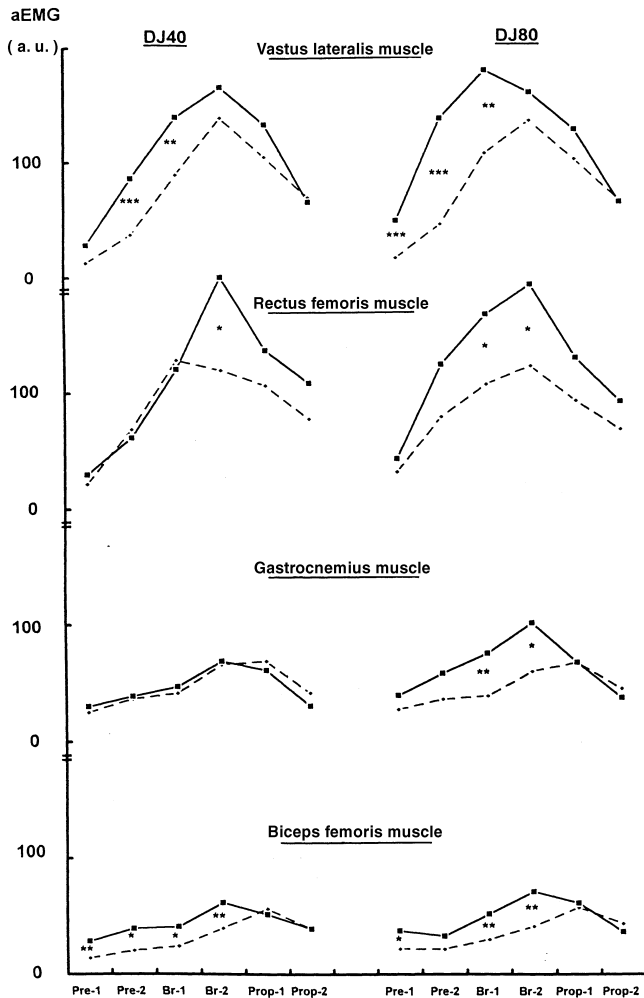 aEMG
( a. u. )
DJ40
DJ80
Vastus lateralis muscle
100
**
**
***
***
***
0
Rectus femoris muscle
*
*
*
100
0
Gastrocnemius muscle
100
*
**
0
Biceps femoris muscle
100
**
**
*
*
**
**
*
0
Pre-1 Pre-2 Br-1 Br-2 Prop-1 Prop-2 Pre-1 Pre-2 Br-1 Br-2 Prop-1 Prop-2